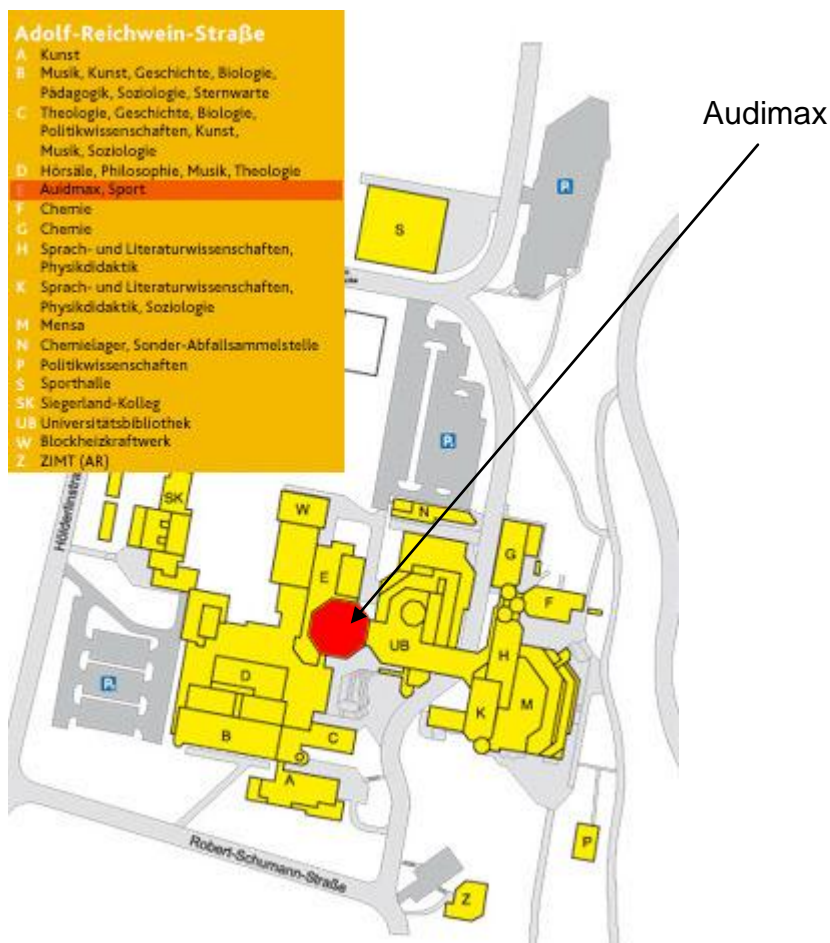 Adolf-Reichwein-Straße
A Kunst
B Musik, Kunst, Geschichte, Biologie,
Pädagogik, Soziologie, Sternwarte
C Theologie, Geschichte, Biologie,
Politikwissenschaften, Kunst,
Musik, Soziologie
D Hörsäle, Philosophie, Musik, Theologie
E Auidmax, Sport
F Chemie
G Chemie
H Sprach- und Literaturwissenschaften,
Physikdidaktik
K Sprach- und Literaturwissenschaften,
Physikdidaktik, Soziologie
M Mensa
N Chemielager, Sonder-Abfallsammelstelle
P Politikwissenschaften
S Sporthalle
SK Siegerland-Kolleg
UB Universitätsbibliothek
W Blockheizkraftwerk
Z ZIMT (AR)
Audimax
P
S
P
SK
W
N
G
E
F
Hölderlinstra
UB
H
D
P
K
M
B
C
A
P
Robert-Schumann-Straße
Z